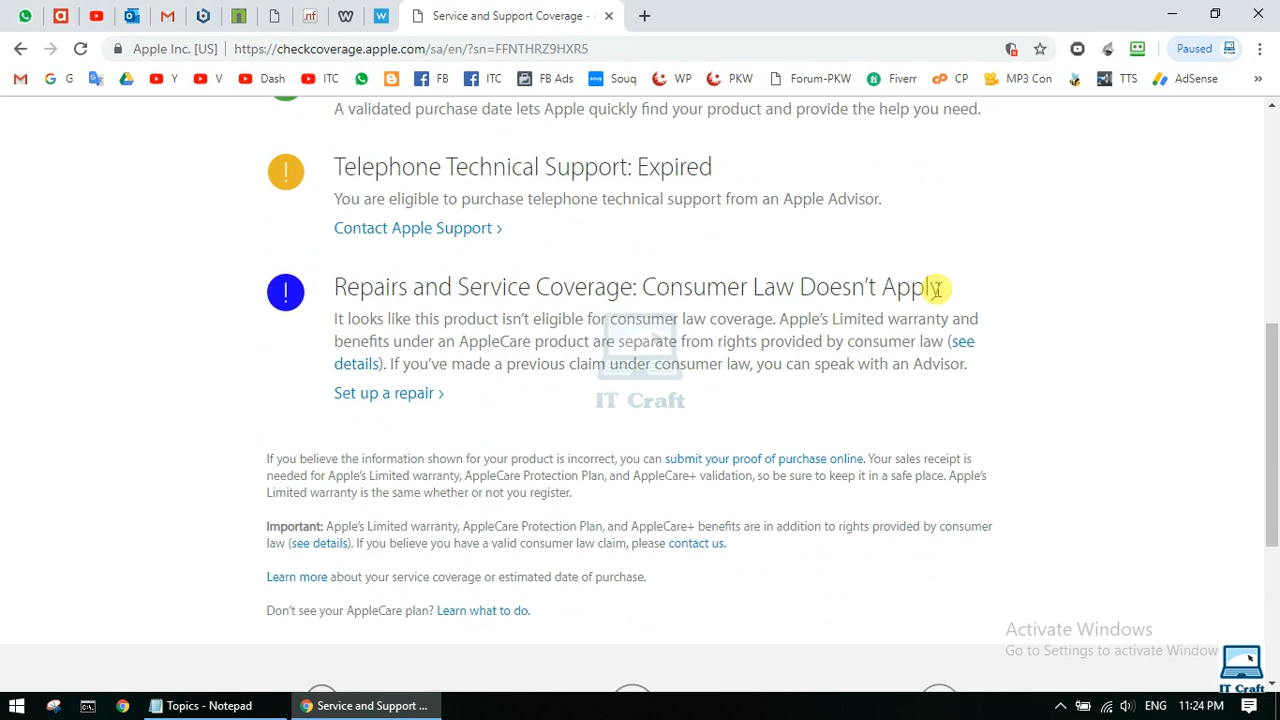 Service and Support Coverage -
Apple Inc. [US]
https://checkcoverage.apple.com/sa/en/?sn=FFNTHRZ9HXR5
Paused
G
Y
V
Dash
ITC
FB
ITC
FB Ads
souq
Souq
WP
PKW
Forum-PKW
Fiverr
CP
MP3 Con
TTS
AdSense
»
A validated purchase date lets Apple quickly find your product and provide the help you need.
! Telephone Technical Support: Expired
You are eligible to purchase telephone technical support from an Apple Advisor.
Contact Apple Support ›
! Repairs and Service Coverage: Consumer Law Doesn’t Apply
It looks like this product isn’t eligible for consumer law coverage. Apple’s Limited warranty and
benefits under an AppleCare product are separate from rights provided by consumer law (see
details). If you’ve made a previous claim under consumer law, you can speak with an Advisor.
Set up a repair ›
IT Craft
If you believe the information shown for your product is incorrect, you can submit your proof of purchase online. Your sales receipt is
needed for Apple’s Limited warranty, AppleCare Protection Plan, and AppleCare+ validation, so be sure to keep it in a safe place. Apple’s
Limited warranty is the same whether or not you register.
Important: Apple’s Limited warranty, AppleCare Protection Plan, and AppleCare+ benefits are in addition to rights provided by consumer
law (see details). If you believe you have a valid consumer law claim, please contact us.
Learn more about your service coverage or estimated date of purchase.
Don’t see your AppleCare plan? Learn what to do.
Activate Windows
Go to Settings to activate Window
IT Craft
Topics - Notepad
Service and Support ...
ENG
11:24 PM